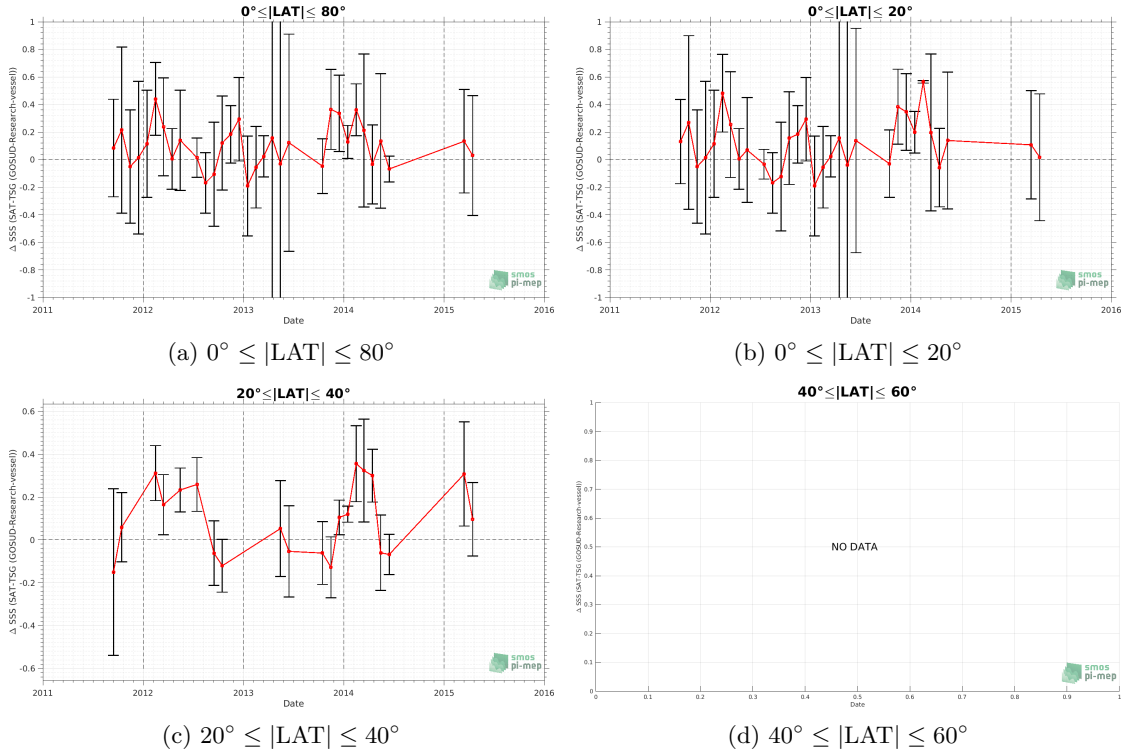 0°≤|LAT|≤ 80°
Δ SSS (SAT-TSG (GOSUD-Research-vessel))
1
0.8
0.6
0.4
0.2
0
-0.2
-0.4
-0.6
-0.8
-1
2011 2012 2013 2014 2015 2016
Date
smos
pi-mep
(a) 0° ≤ |LAT| ≤ 80°
0°≤|LAT|≤ 20°
Δ SSS (SAT-TSG (GOSUD-Research-vessel))
1
0.8
0.6
0.4
0.2
0
-0.2
-0.4
-0.6
-0.8
-1
2011 2012 2013 2014 2015 2016
Date
smos
pi-mep
(b) 0° ≤ |LAT| ≤ 20°
20°≤|LAT|≤ 40°
Δ SSS (SAT-TSG (GOSUD-Research-vessel))
0.6
0.4
0.2
0
-0.2
-0.4
-0.6
2011 2012 2013 2014 2015 2016
Date
smos
pi-mep
(c) 20° ≤ |LAT| ≤ 40°
40°≤|LAT|≤ 60°
Δ SSS (SAT-TSG (GOSUD-Research-vessel))
1
0.9
0.8
0.7
0.6
0.5
0.4
0.3
0.2
0.1
0
NO DATA
0 0.1 0.2 0.3 0.4 0.5 0.6 0.7 0.8 0.9 1
Date
smos
pi-mep
(d) 40° ≤ |LAT| ≤ 60°